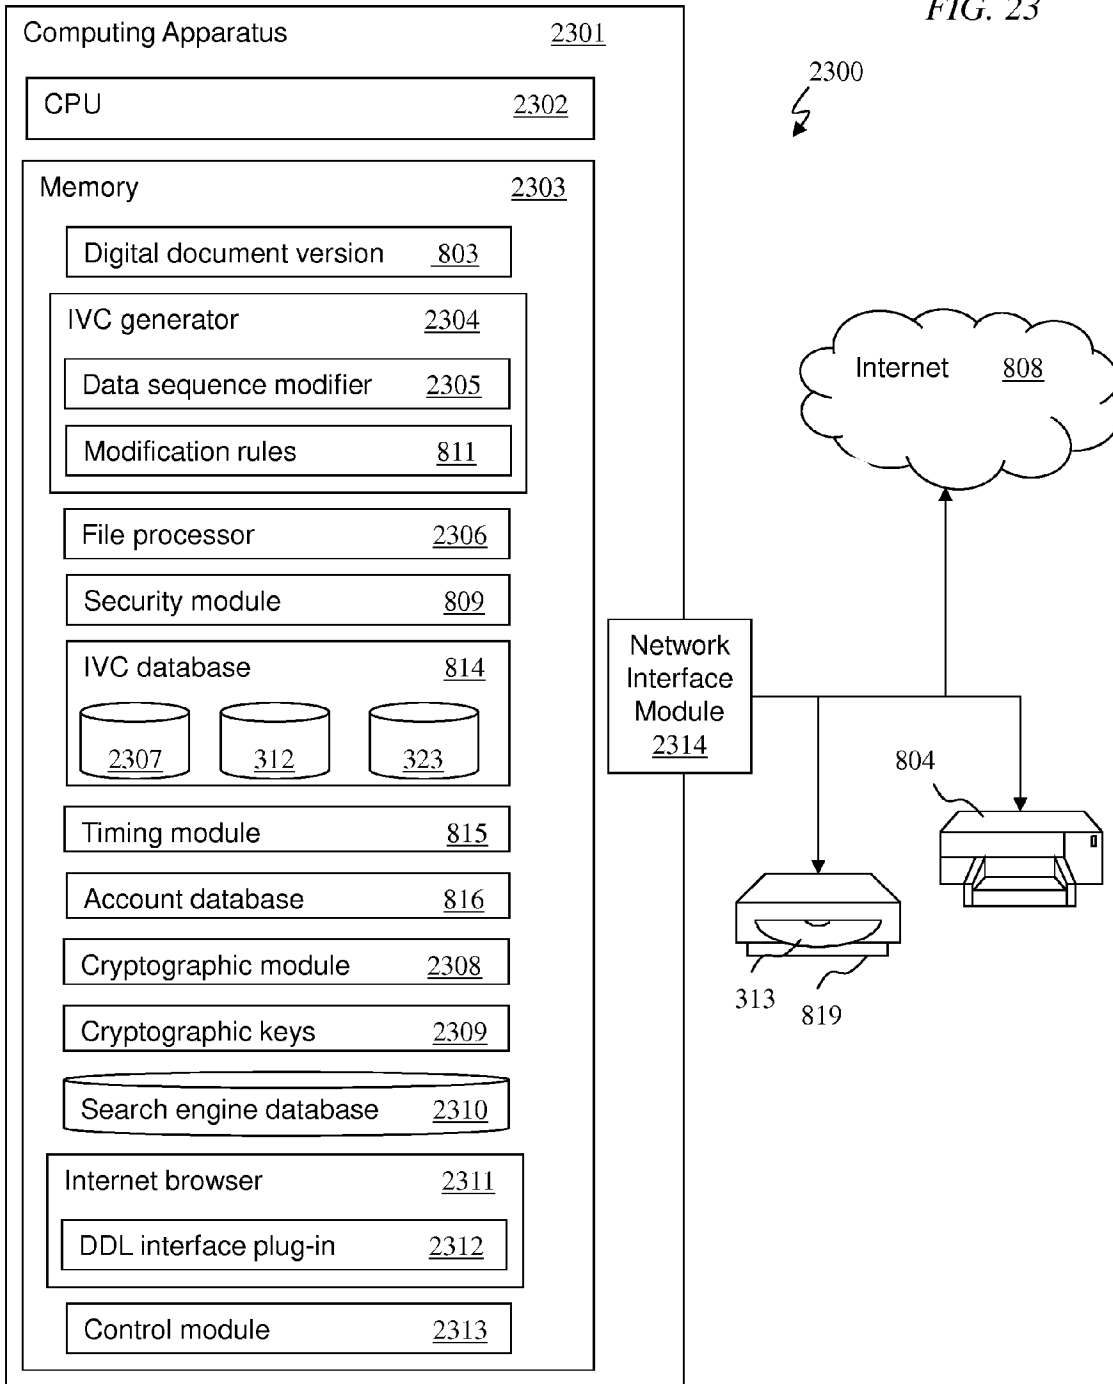 FIG. 23
Computing Apparatus 2301
2300
CPU 2302
Memory 2303
Digital document version 803
IVC generator 2304
Data sequence modifier 2305
Modification rules 811
File processor 2306
Security module 809
IVC database 814
2307 312 323
Timing module 815
Account database 816
Cryptographic module 2308
Cryptographic keys 2309
Search engine database 2310
Internet browser 2311
DDL interface plug-in 2312
Control module 2313
Network
Interface
Module
2314
Internet 808
804
313
819